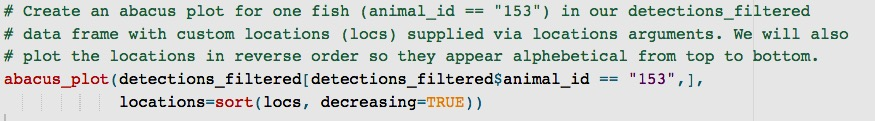 # Create an abacus plot for one fish (animal_id == "153") in our detections_filtered
# data frame with custom locations (locs) supplied via locations arguments. We will also
# plot the locations in reverse order so they appear alphebetical from top to bottom.
abacus_plot(detections_filtered[detections_filtered$animal_id == "153",],
locations=sort(locs, decreasing=TRUE))